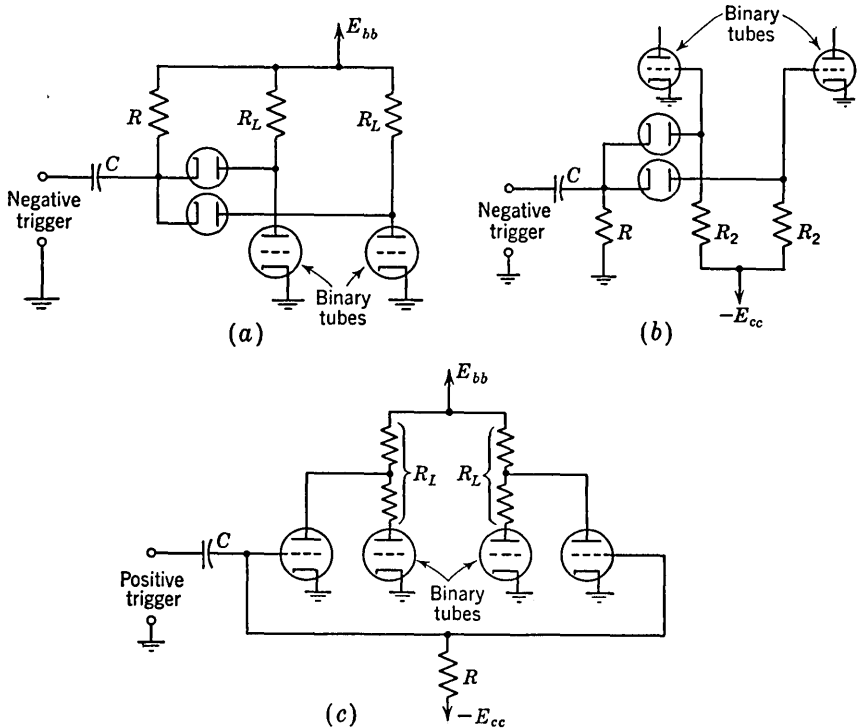 E_bb
R
R_L
R_L
C
Negative
trigger
Binary
tubes
(a)
Binary
tubes
C
Negative
trigger
R
R_2
R_2
-E_cc
(b)
E_bb
R_L
R_L
C
Positive
trigger
Binary
tubes
R
-E_cc
(c)